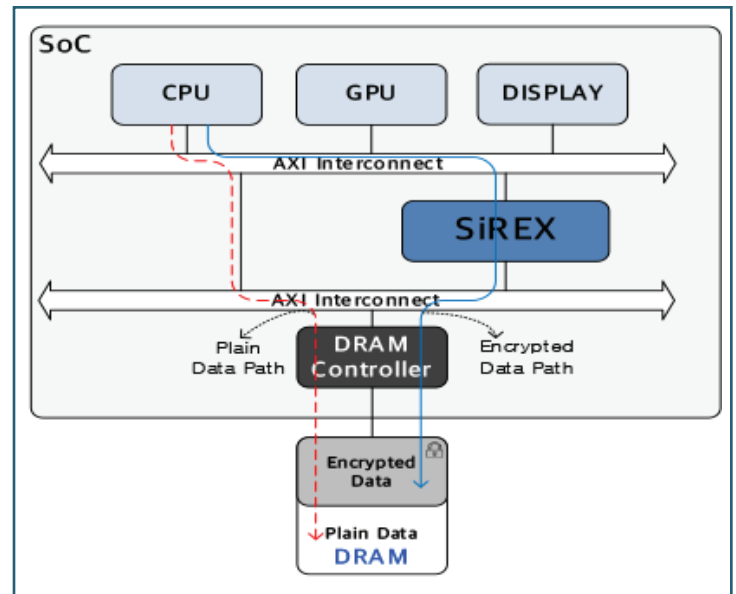 SoC
CPU
GPU
DISPLAY
AXI Interconnect
SiREX
AXI Interconnect
Plain
Data Path
DRAM
Controller
Encrypted
Data Path
Encrypted
Data
Plain Data
DRAM